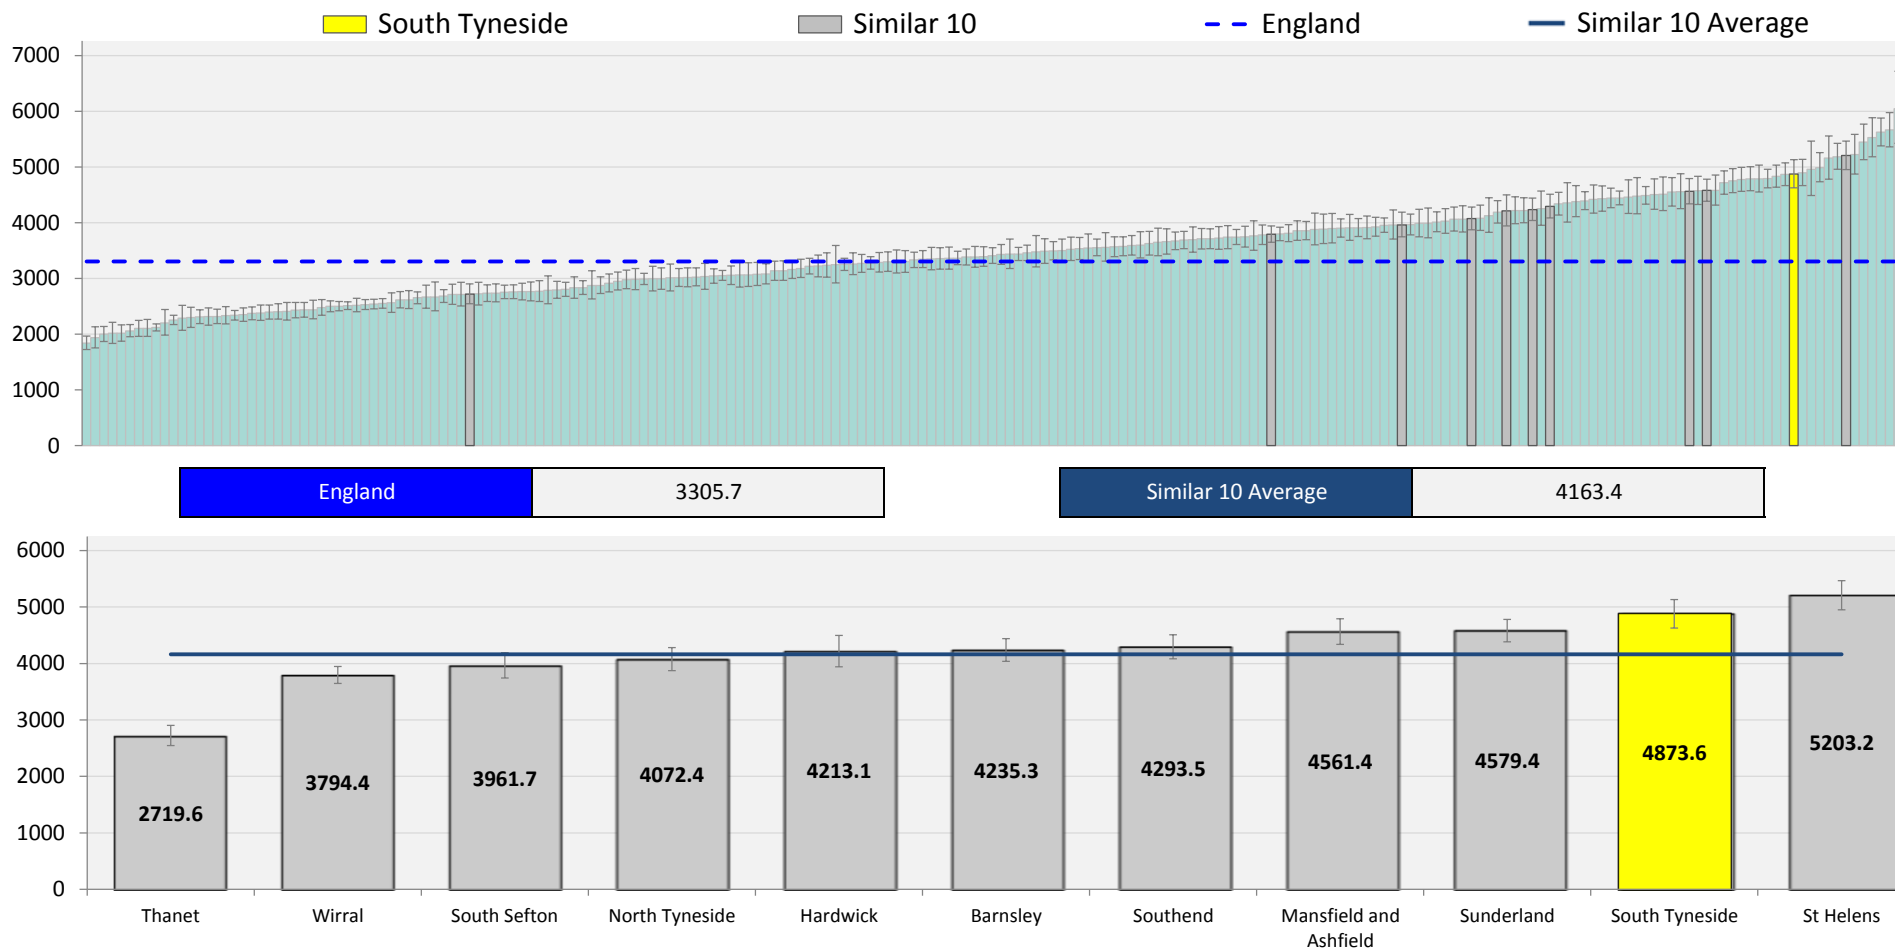 South Tyneside
Similar 10
England
Similar 10 Average
7000
6000
5000
4000
3000
2000
1000
0
England 3305.7
Similar 10 Average 4163.4
6000
5000
4000
3000
2000
1000
0
2719.6
3794.4
3961.7
4072.4
4213.1
4235.3
4293.5
4561.4
4579.4
4873.6
5203.2
Thanet
Wirral
South Sefton
North Tyneside
Hardwick
Barnsley
Southend
Mansfield and
Ashfield
Sunderland
South Tyneside
St Helens